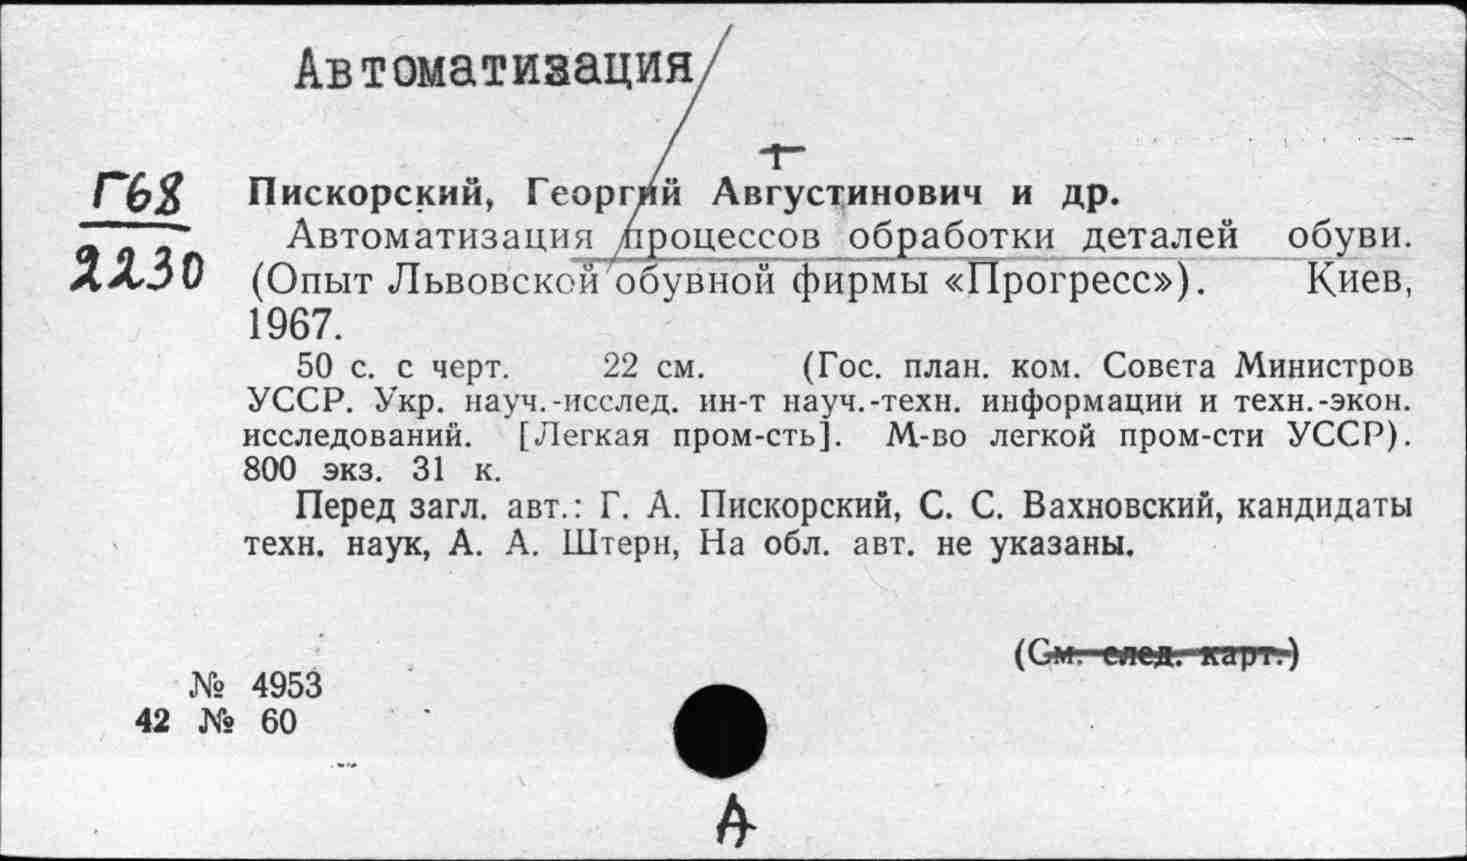 Автоматизация
т
Г68
2230
Пискорский, Георгий Августинович и др.
Автоматизация процессов обработки деталей обуви.
(Опыт Львовской обувной фирмы «Прогресс»). Киев,
1967.
50 с. с черт. 22 см. (Гос. план. ком. Совета Министров
УССР. Укр. науч.-исслед. ин-т науч.-техн. информации и техн.-экон.
исследований. [Легкая пром-сть]. М-во легкой пром-сти УССР).
800 экз. 31 к.
Перед загл. авт.: Г. А. Пискорский, С. С. Вахновский, кандидаты
техн. наук, А. А. Штерн, На обл. авт. не указаны.
(См. след. карт.)
№ 4953
42 № 60
А